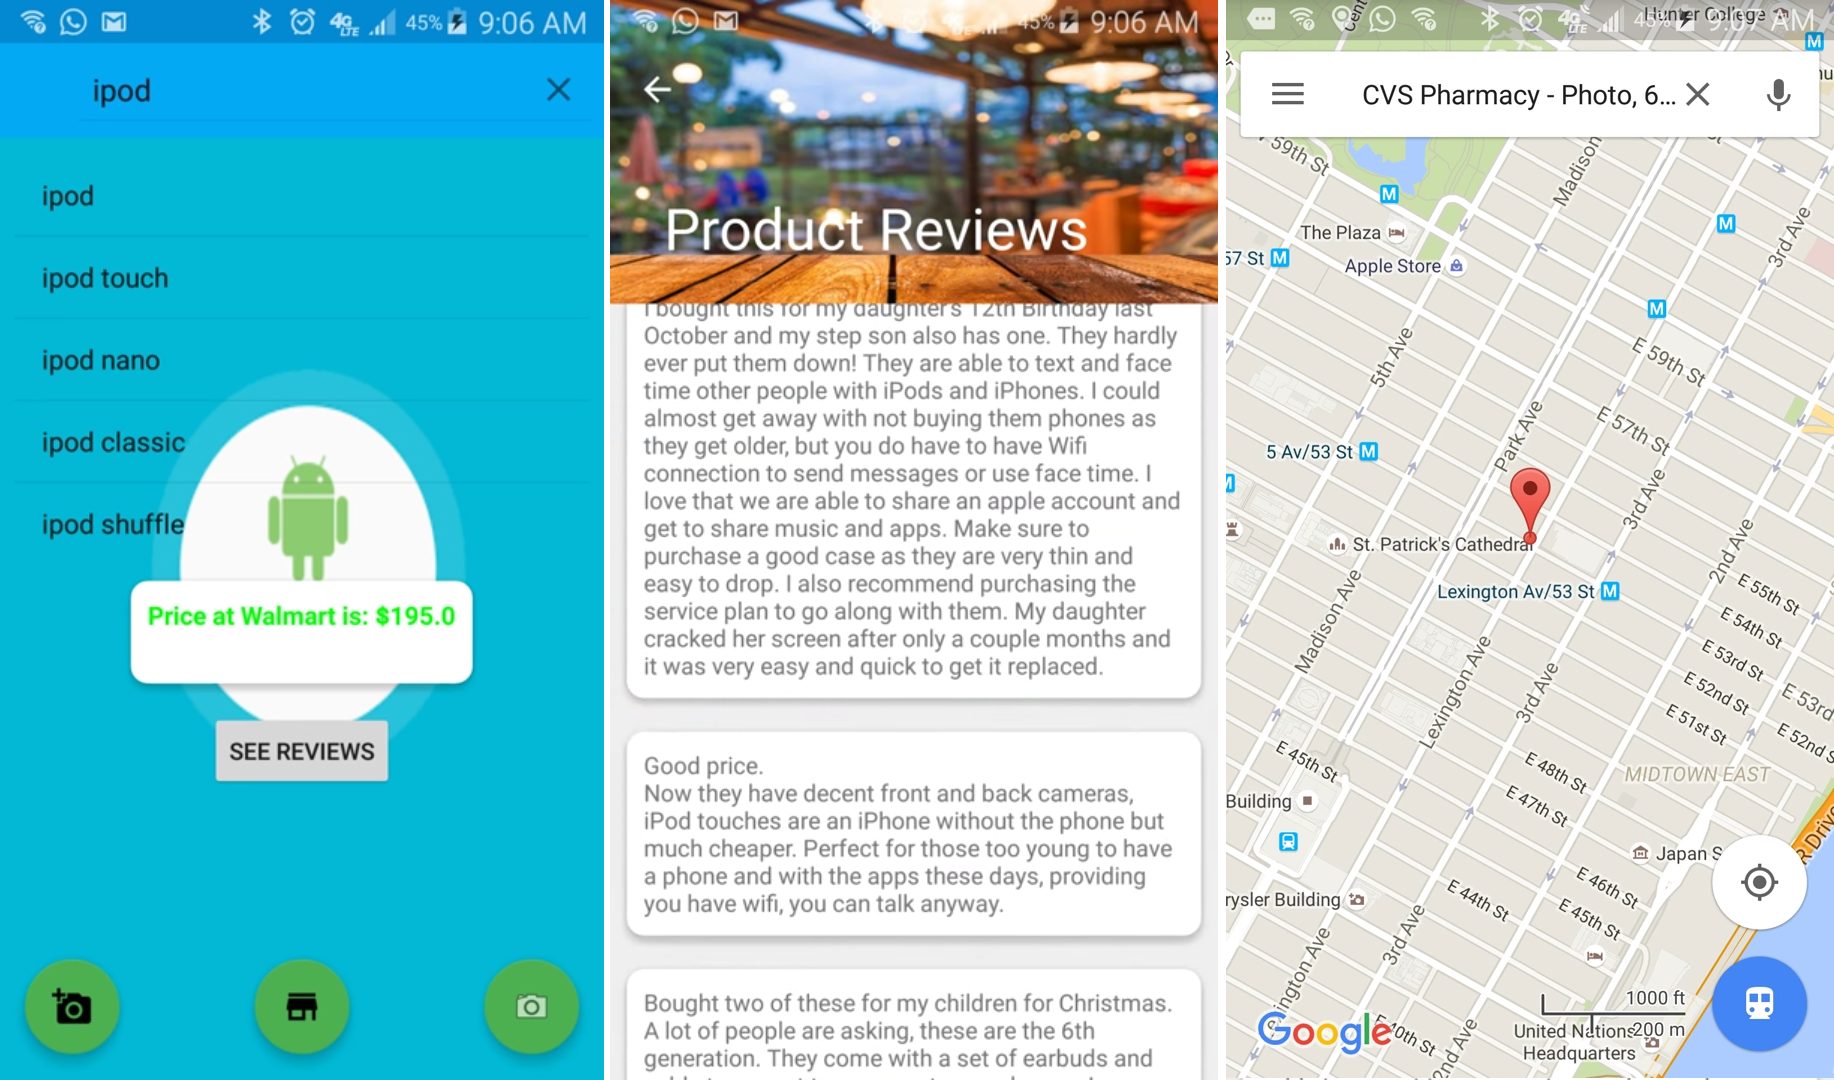 4G LTE 45% 9:06 AM
ipod
ipod
ipod touch
ipod nano
ipod classic
ipod shuffle
Price at Walmart is: $195.0
SEE REVIEWS
45% 9:06 AM
Product Reviews
I bought this for my daughter's 12th Birthday last
October and my step son also has one. They hardly
ever put them down! They are able to text and face
time other people with iPods and iPhones. I could
almost get away with not buying them phones as
they get older, but you do have to have Wifi
connection to send messages or use face time. I
love that we are able to share an apple account and
get to share music and apps. Make sure to
purchase a good case as they are very thin and
easy to drop. I also recommend purchasing the
service plan to go along with them. My daughter
cracked her screen after only a couple months and
it was very easy and quick to get it replaced.
Good price.
Now they have decent front and back cameras,
iPod touches are an iPhone without the phone but
much cheaper. Perfect for those too young to have
a phone and with the apps these days, providing
you have wifi, you can talk anyway.
Bought two of these for my children for Christmas.
A lot of people are asking, these are the 6th
generation. They come with a set of earbuds and
Hunter College
4G LTE 45% 9:07 AM
M
CVS Pharmacy - Photo, 6...
E 59th St
Madison
M
The Plaza
M
3rd Ave
57 St M
Apple Store
M
5th Ave
E 59th St
Park Ave
E 57th St
5 Av/53 St M
3rd Ave
St. Patrick's Cathedral
2nd Ave
Lexington Av/53 St M
E 55th St
Madison Ave
E 54th St
E 53rd St
Lexington Ave
3rd Ave
E 52nd St
E 53rd
E 51st St
E 52nd S
E 45th St
E 48th St
MIDTOWN EAST
E 47th St
Building
Japan S
E 46th St
rysler Building
E 44th St
E 45th St
3rd Ave
xington Ave
1000 ft
200 m
Google
E 40th St
2nd Ave
United Nations
Headquarters
R Drive